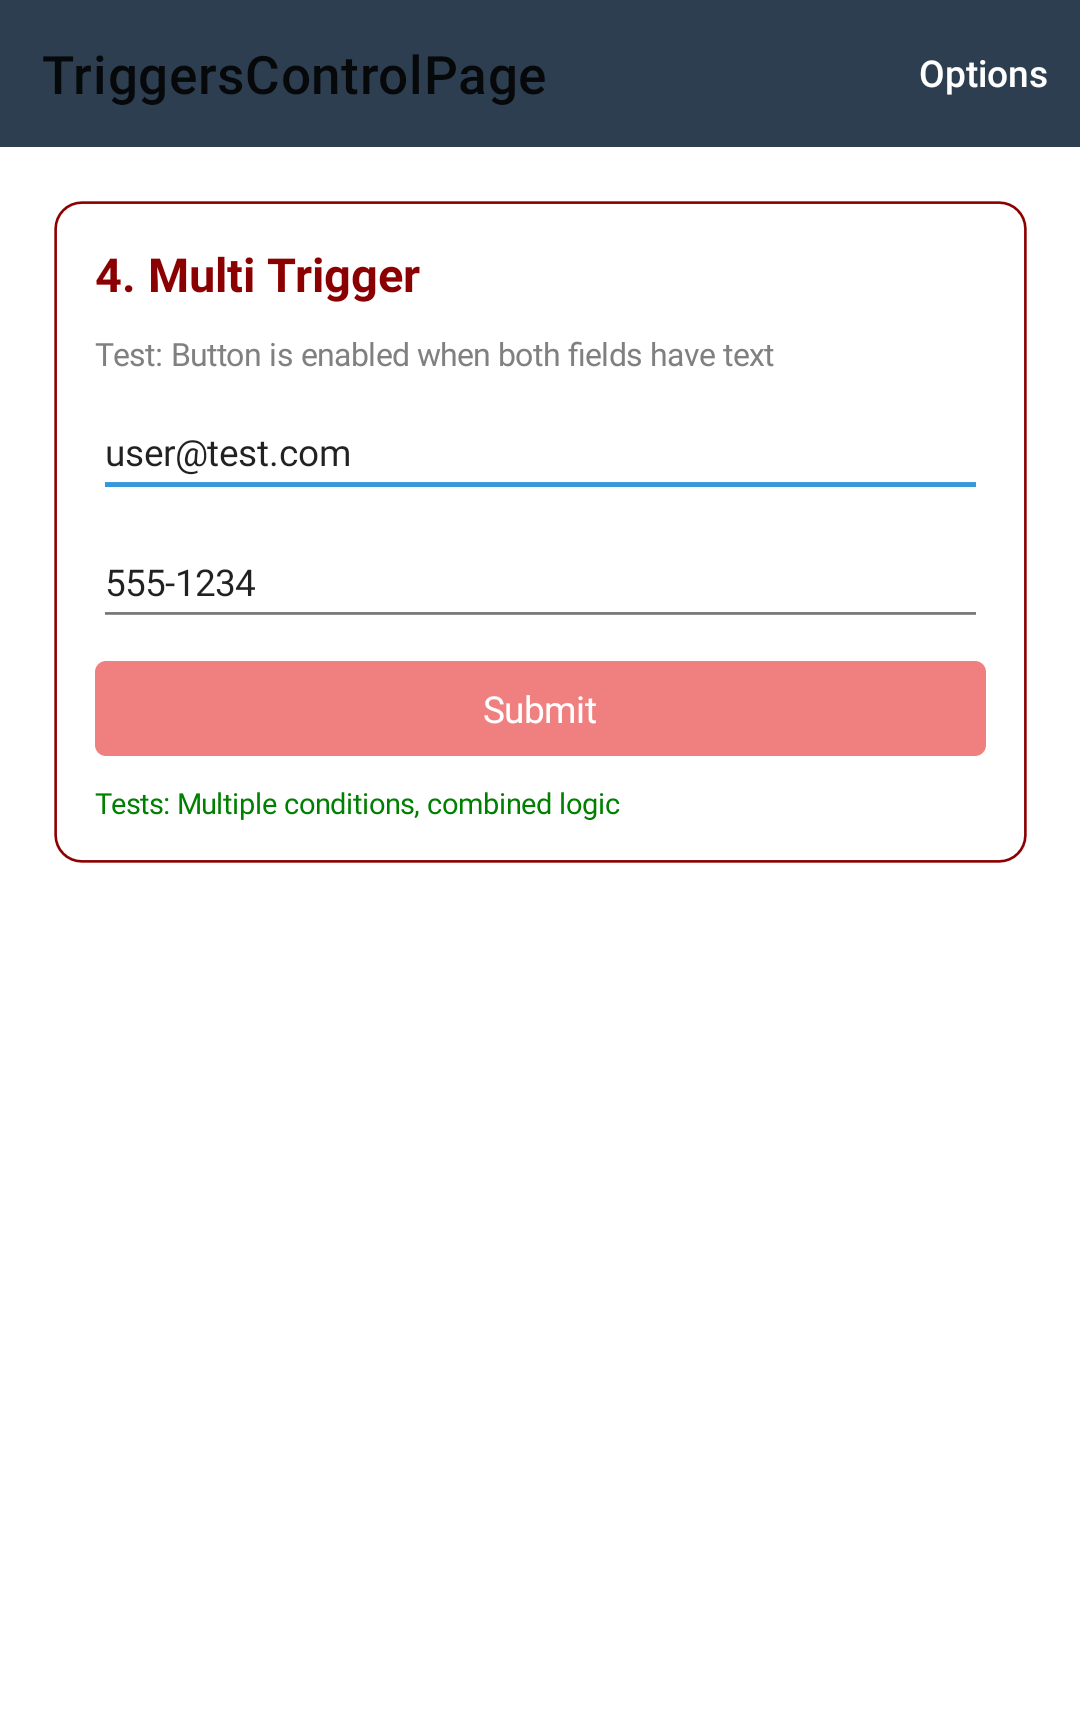 TriggersControlPage
Options
4. Multi Trigger
Test: Button is enabled when both fields have text
user@test.com
555-1234
Submit
Tests: Multiple conditions, combined logic